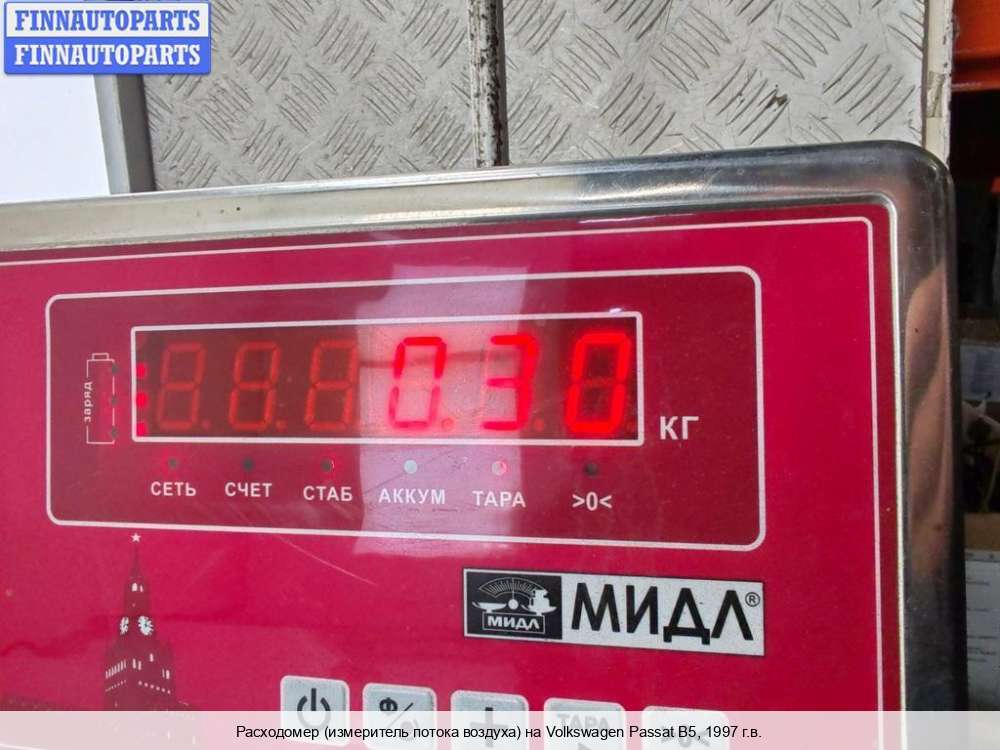 FINNAUTOPARTS
FINNAUTOPARTS
заряд
0.30
КГ
СЕТЬ СЧЕТ СТАБ АККУМ ТАРА >0<
МИДЛ МИДЛ®
Ф/
ТАРА
Расходомер (измеритель потока воздуха) на Volkswagen Passat B5, 1997 г.в.